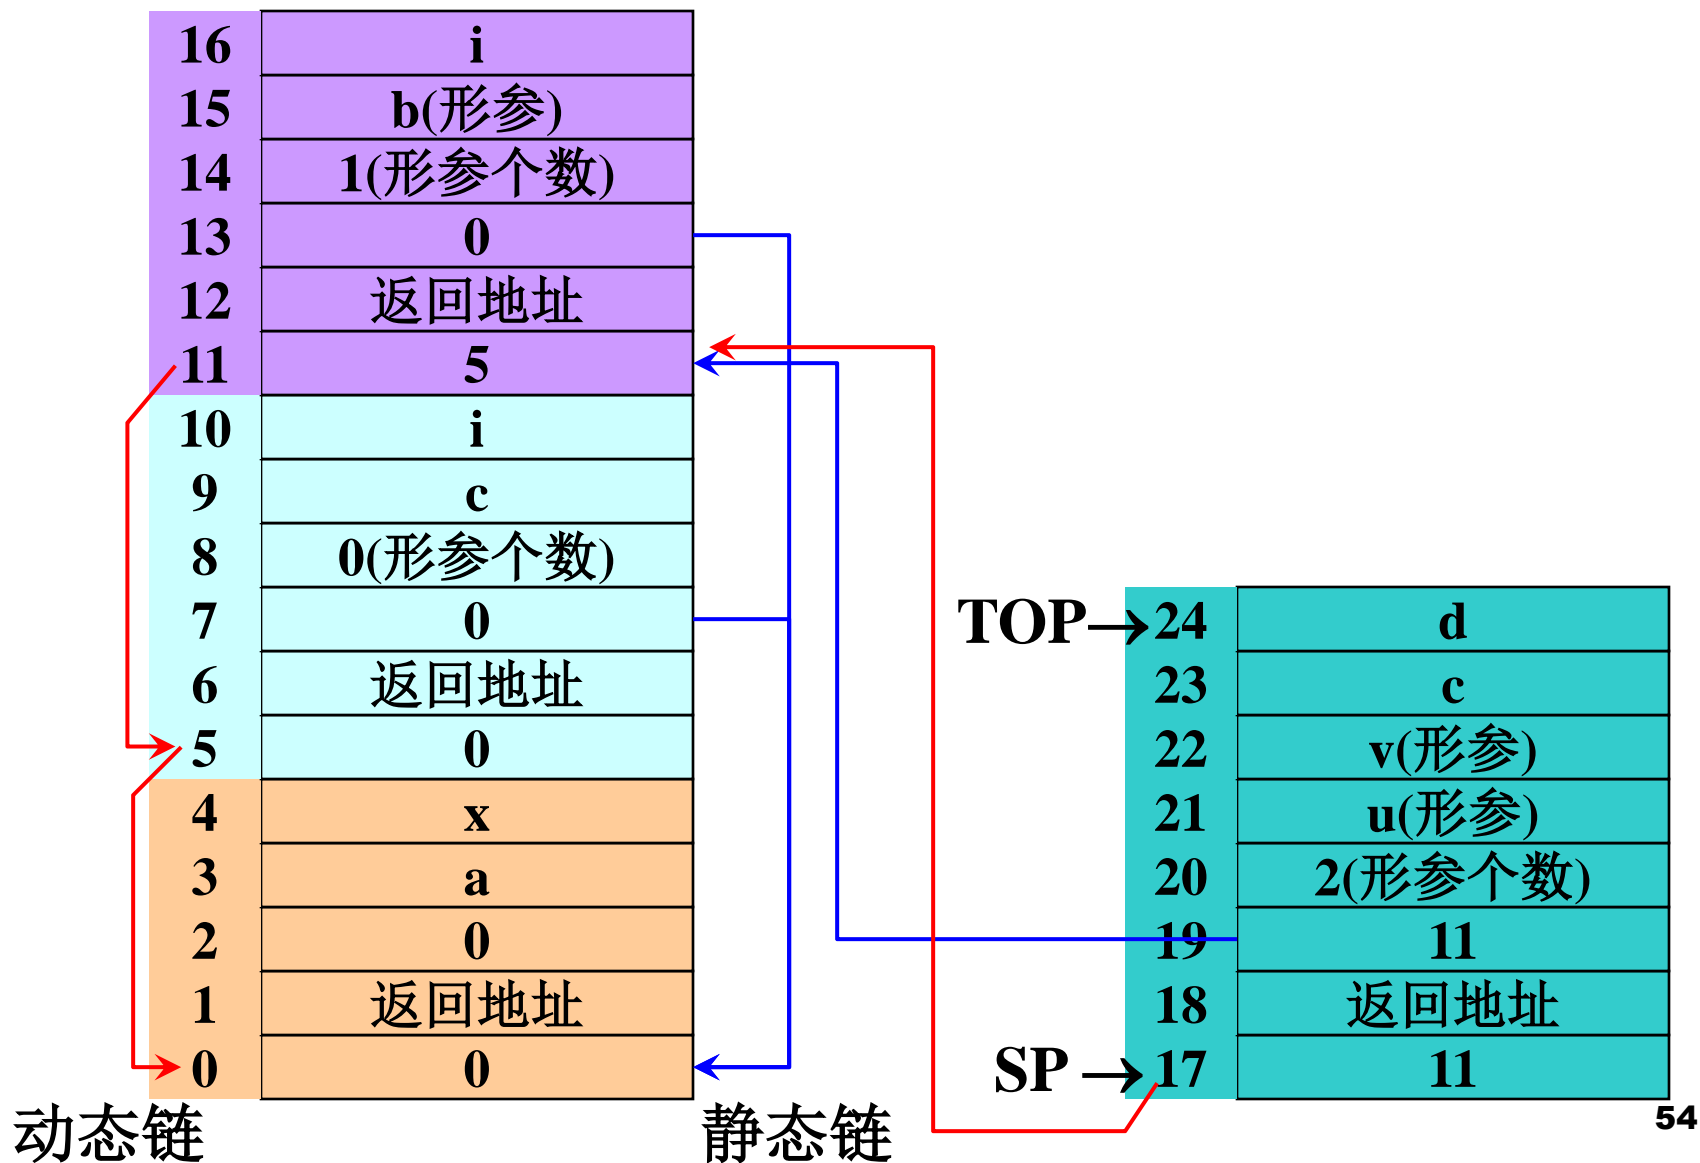 16 i
15 b(形参)
14 1(形参个数)
13 0
12 返回地址
11 5
10 i
9 c
8 0(形参个数)
7 0
6 返回地址
5 0
4 x
3 a
2 0
1 返回地址
0 0
动态链 静态链
TOP→24 d
23 c
22 v(形参)
21 u(形参)
20 2(形参个数)
19 11
18 返回地址
SP→17 11
54